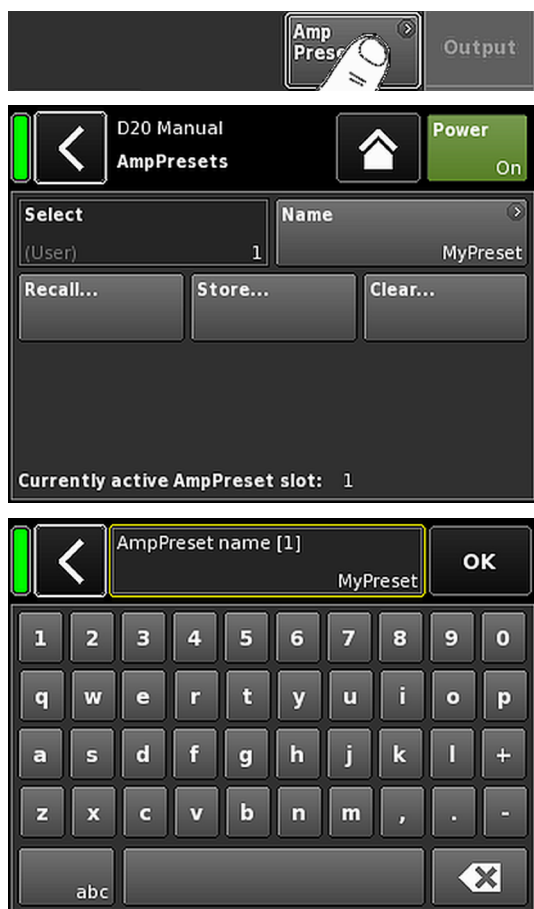 Amp
Output
D20 Manual
AmpPresets
Power
On
Select
(User)
1
Name
MyPreset
Recall...
Store...
Clear...
Currently active AmpPreset slot: 1
AmpPreset name [1]
MyPreset
OK
1 2 3 4 5 6 7 8 9 0
q w e r t y u i o p
a s d f g h j k l +
z x c v b n m , . -
abc